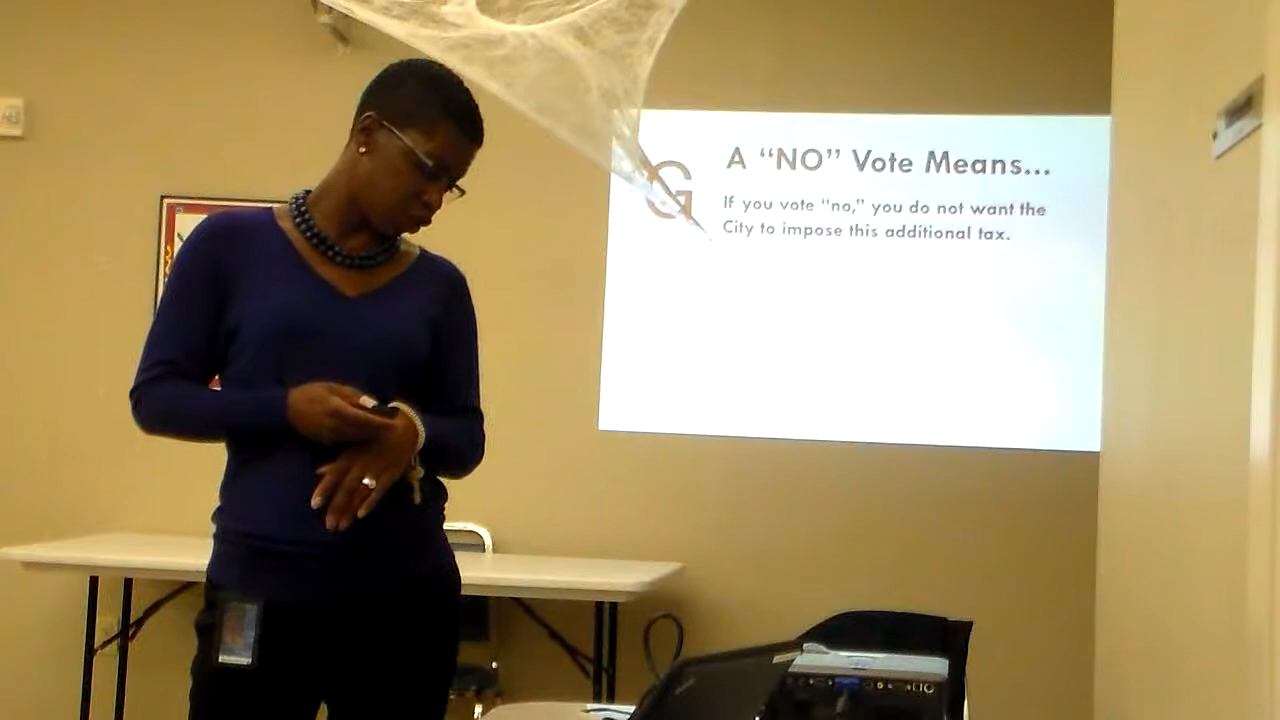 A “NO” Vote Means...
G
If you vote “no,” you do not want the
City to impose this additional tax.